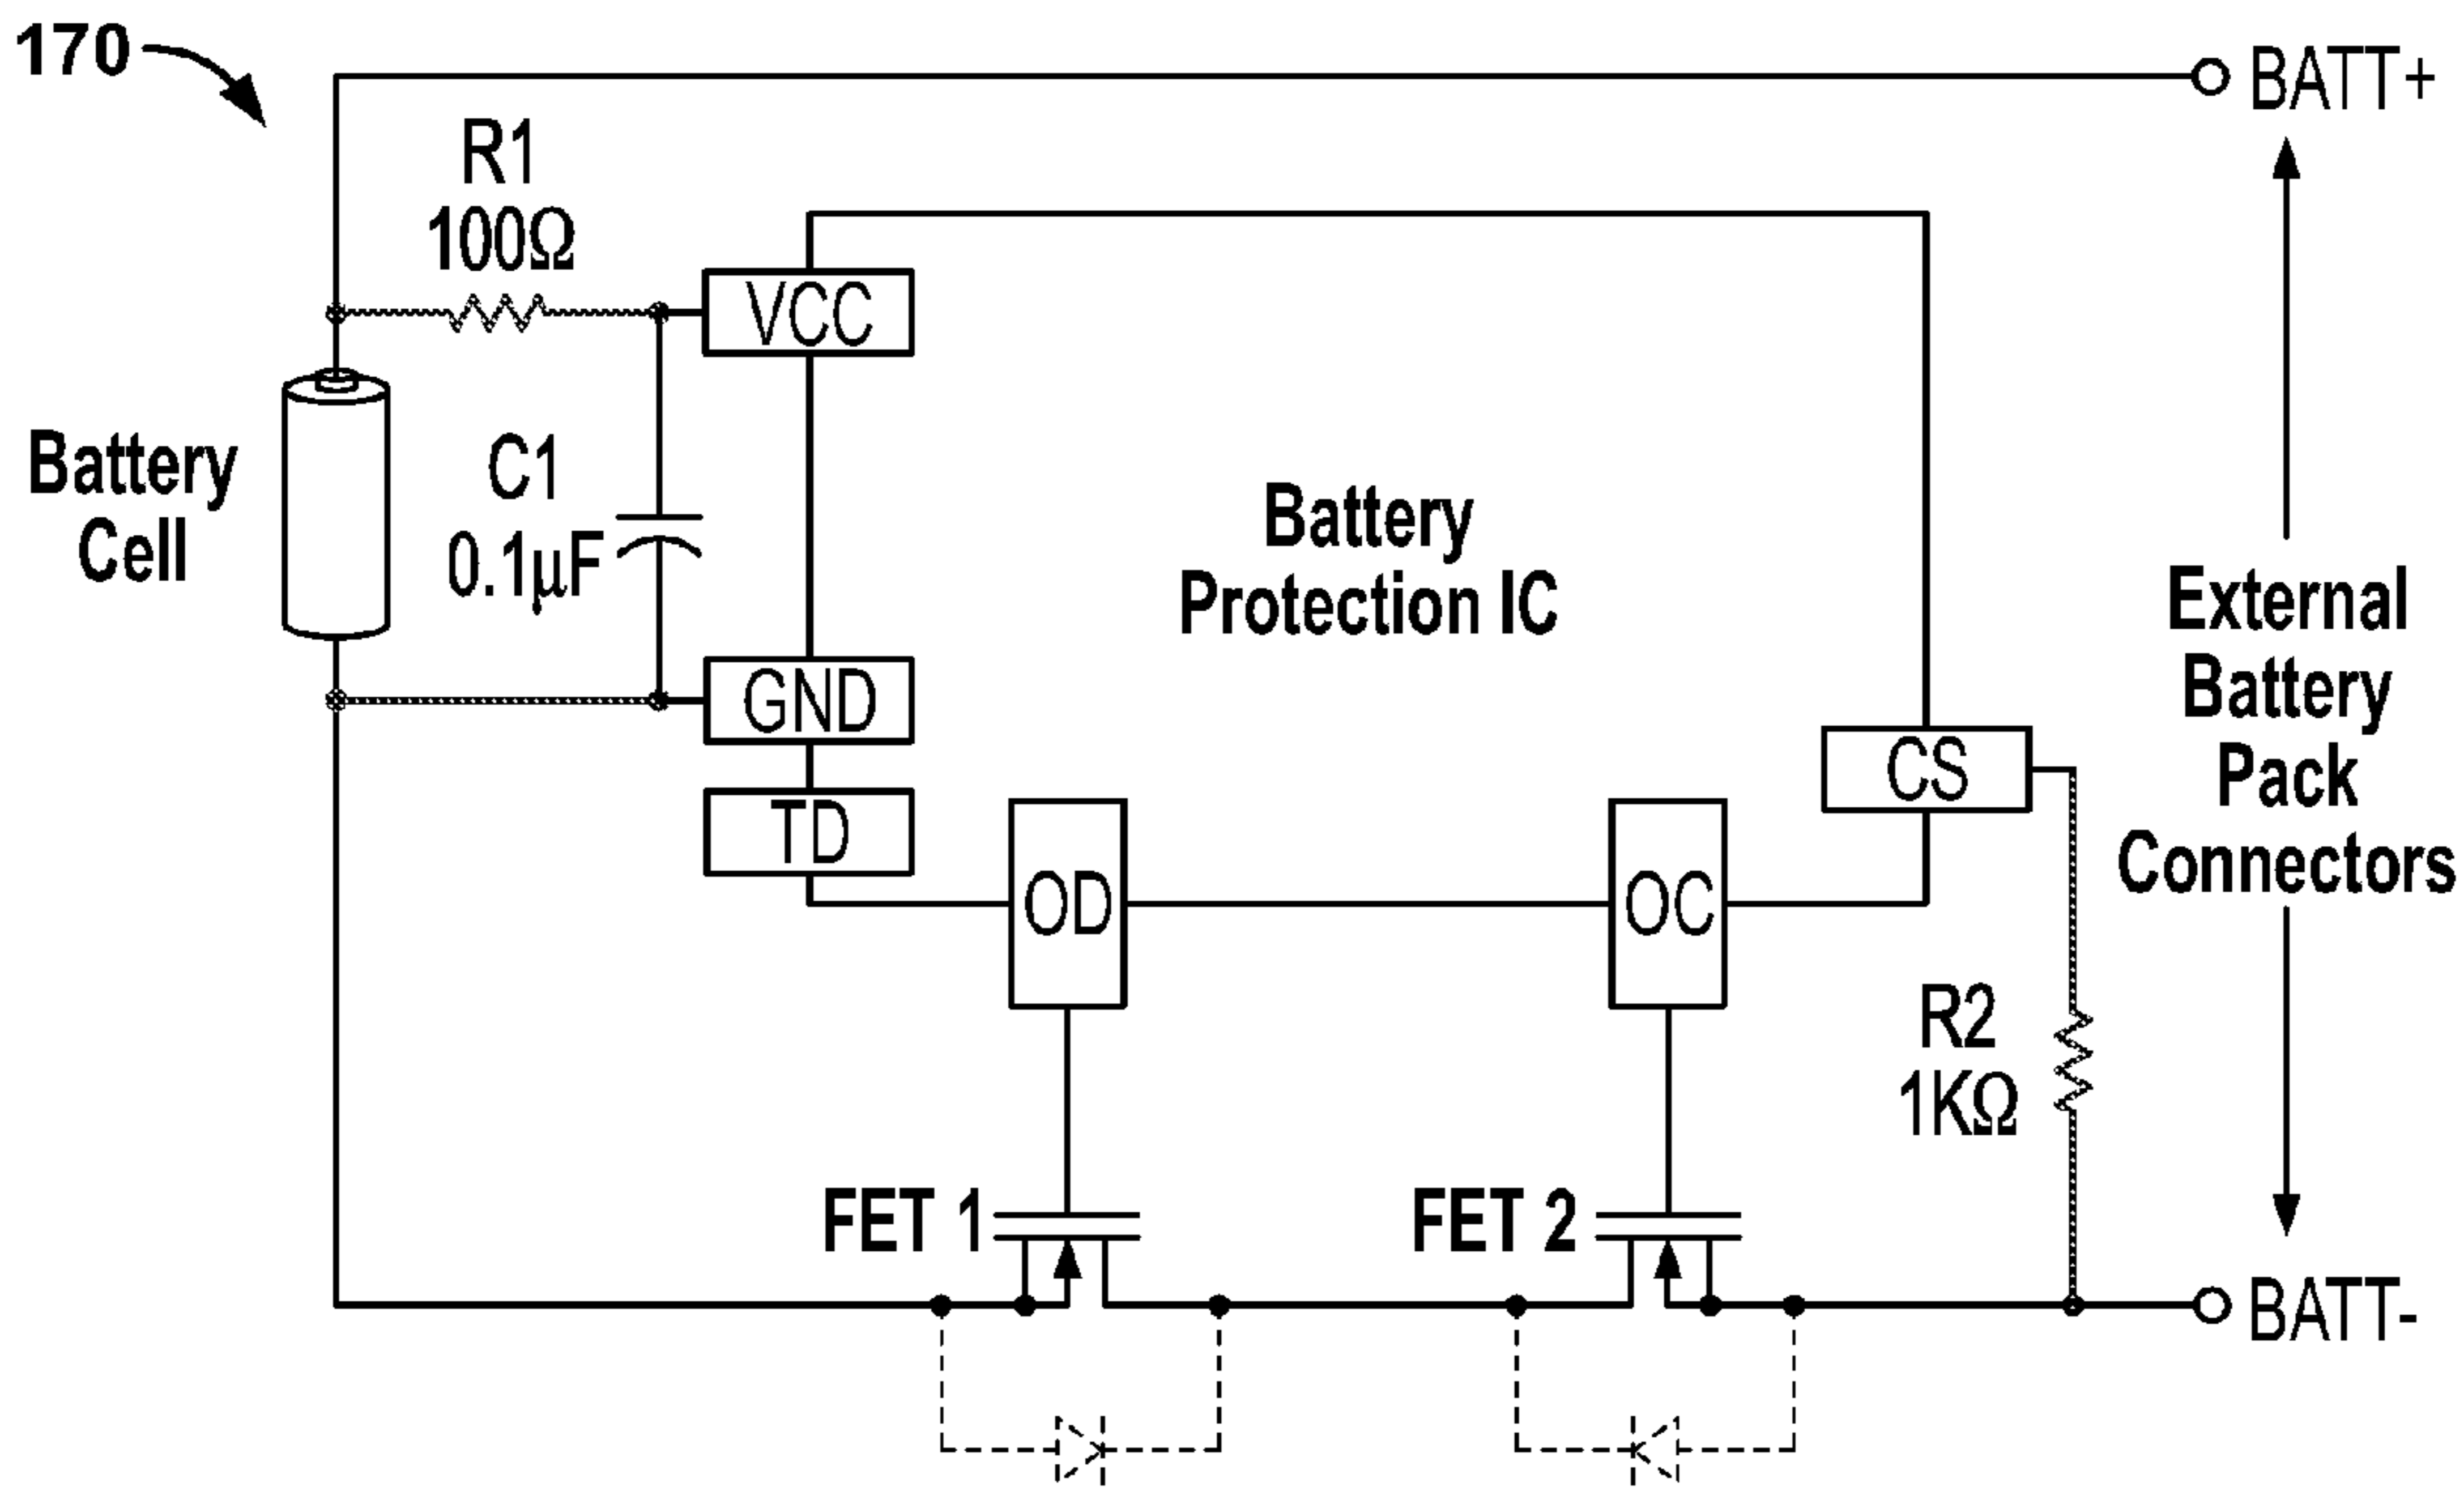 170
BATT+
R1
100Ω
VCC
Battery
Cell
C1
0.1µF
Battery
Protection IC
External
Battery
Pack
Connectors
GND
TD
CS
OD
OC
R2
1KΩ
FET 1
FET 2
BATT-